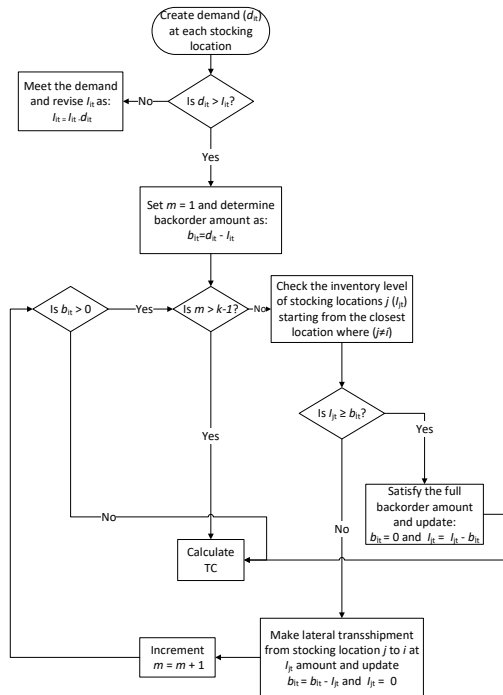 Create demand (dit)
at each stocking
location
Meet the demand
and revise Iit as:
Iit = Iit - dit
No
Is dit > Iit?
Yes
Set m = 1 and determine
backorder amount as:
bit=dit - Iit
Is bit > 0
Yes
Is m > k-1?
No
Check the inventory level
of stocking locations j (Ijt)
starting from the closest
location where (j≠i)
Is Ijt ≥ bit?
Yes
Yes
No
No
Satisfy the full
backorder amount
and update:
bit = 0 and Ijt = Ijt - bit
Calculate
TC
Increment
m = m + 1
Make lateral transshipment
from stocking location j to i at
Ijt amount and update
bit = bit - Ijt and Ijt = 0